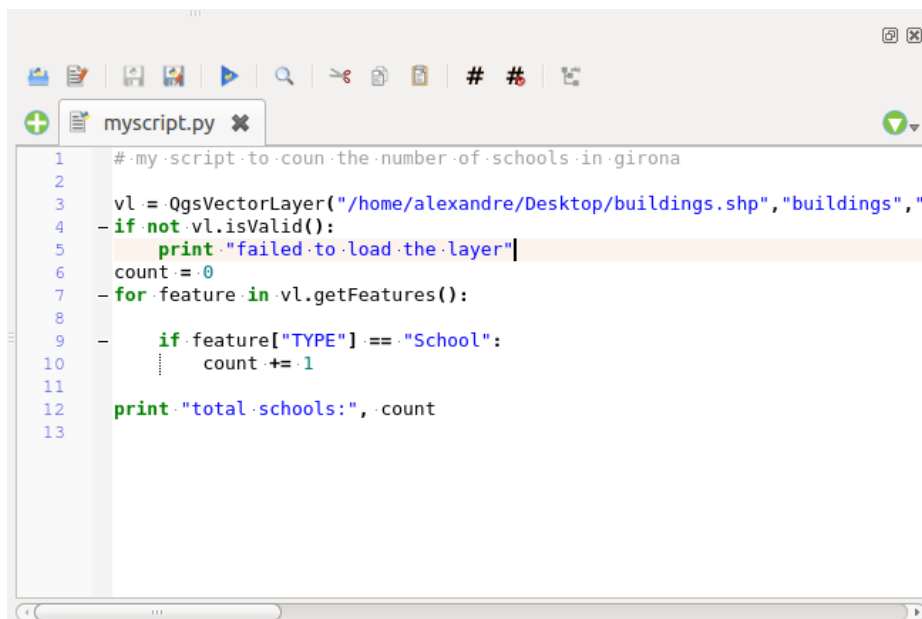 myscript.py
1 # my script to coun the number of schools in girona
2
3 vl = QgsVectorLayer("/home/alexandre/Desktop/buildings.shp","buildings","
4 if not vl.isValid():
5     print "failed to load the layer"
6 count = 0
7 for feature in vl.getFeatures():
8
9     if feature["TYPE"] == "School":
10         count += 1
11
12 print "total schools:", count
13